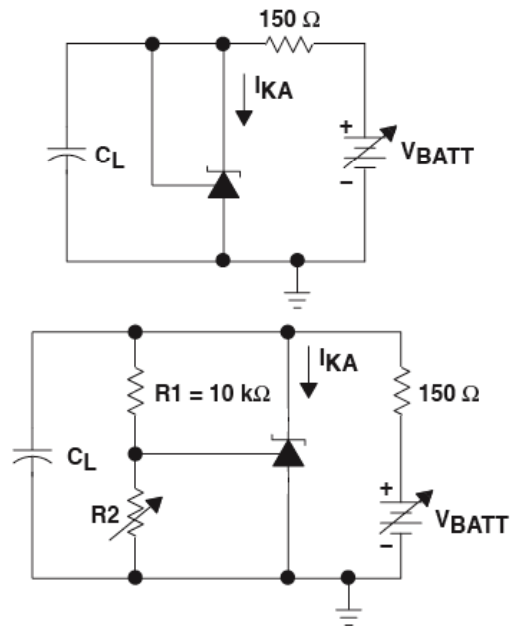 150 Ω
IKA
CL
+
VBATT
−
IKA
R1 = 10 kΩ
150 Ω
CL
R2
+
VBATT
−